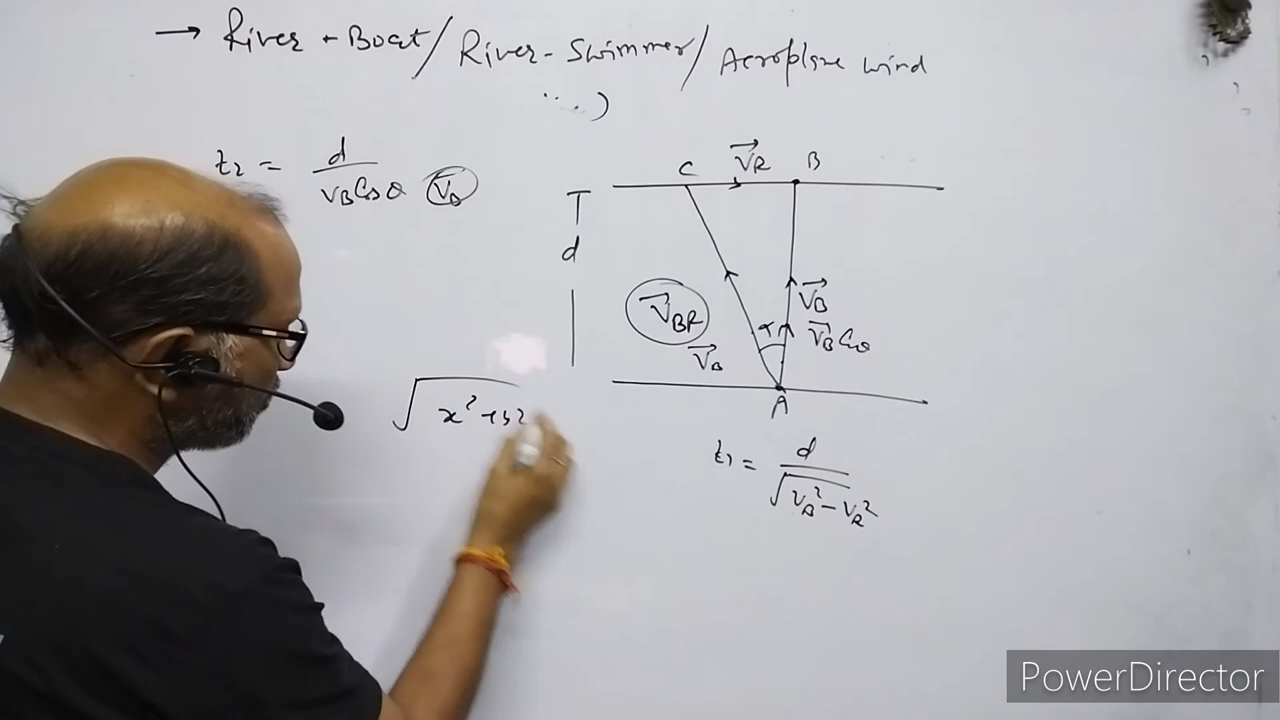 → River - Boat / River - Swimmer / Aeroplane wind
....)
t₂ = d / V_B Cos θ (V_B)
C V⃗_R B
d
V⃗_BR
V⃗_B
V⃗_B
V⃗_B Cos θ
A
√x² +
t₁ = d / √V_B² - V_R²
PowerDirector